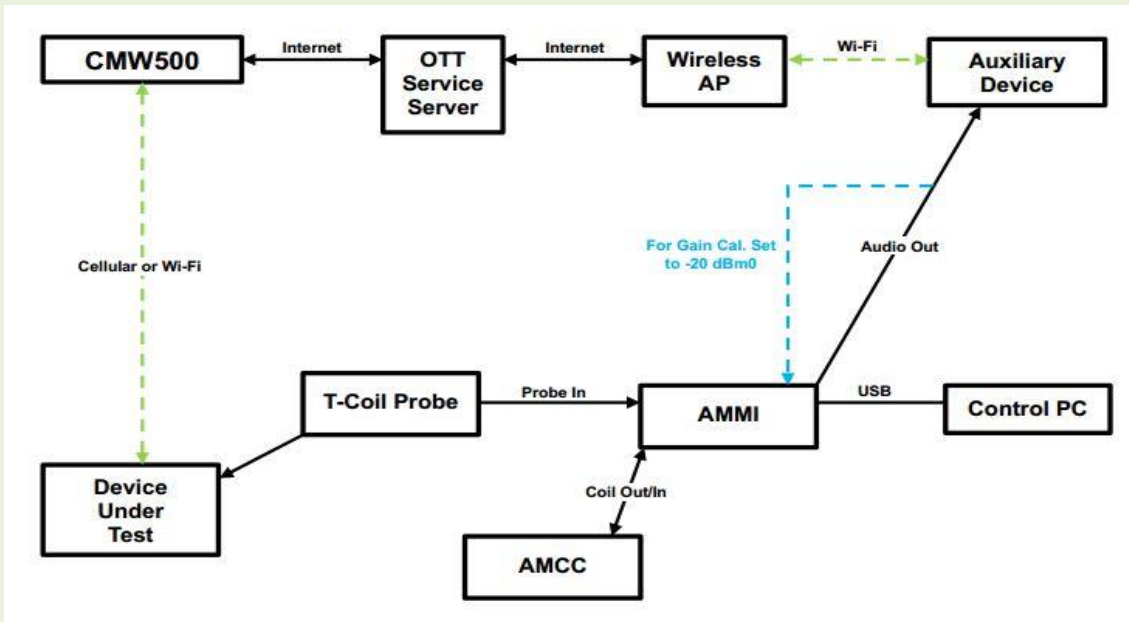 CMW500
Internet
OTT
Service
Server
Internet
Wireless
AP
Wi-Fi
Auxiliary
Device
Cellular or Wi-Fi
For Gain Cal. Set
to -20 dBm0
Audio Out
T-Coil Probe
Probe In
AMMI
USB
Control PC
Device
Under
Test
Coil Out/In
AMCC